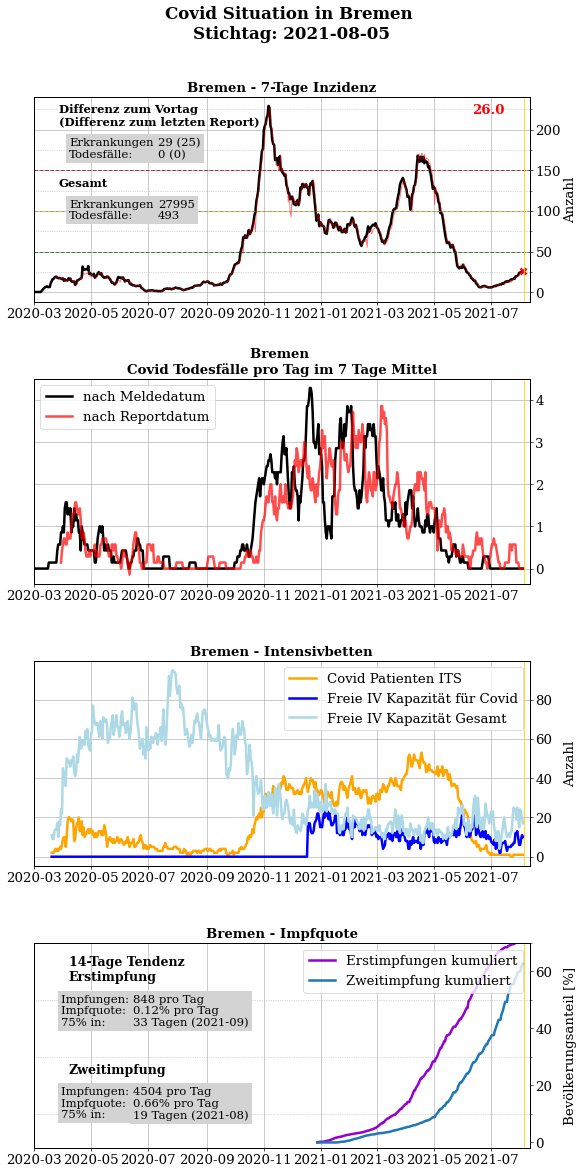 Covid Situation in Bremen
Stichtag: 2021-08-05
Bremen - 7-Tage Inzidenz
Differenz zum Vortag
(Differenz zum letzten Report)
26.0
Erkrankungen 29 (25)
Todesfälle: 0 (0)
Gesamt
Erkrankungen 27995
Todesfälle: 493
200
150
100
50
0
Anzahl
2020-03 2020-05 2020-07 2020-09 2020-11 2021-01 2021-03 2021-05 2021-07
Bremen
Covid Todesfälle pro Tag im 7 Tage Mittel
nach Meldedatum
nach Reportdatum
4
3
2
1
0
2020-03 2020-05 2020-07 2020-09 2020-11 2021-01 2021-03 2021-05 2021-07
Bremen - Intensivbetten
Covid Patienten ITS
Freie IV Kapazität für Covid
Freie IV Kapazität Gesamt
80
60
40
20
0
Anzahl
2020-03 2020-05 2020-07 2020-09 2020-11 2021-01 2021-03 2021-05 2021-07
Bremen - Impfquote
14-Tage Tendenz
Erstimpfung
Impfungen: 848 pro Tag
Impfquote: 0.12% pro Tag
75% in: 33 Tagen (2021-09)
Zweitimpfung
Impfungen: 4504 pro Tag
Impfquote: 0.66% pro Tag
75% in: 19 Tagen (2021-08)
Erstimpfungen kumuliert
Zweitimpfung kumuliert
60
40
20
0
Bevölkerungsanteil [%]
2020-03 2020-05 2020-07 2020-09 2020-11 2021-01 2021-03 2021-05 2021-07